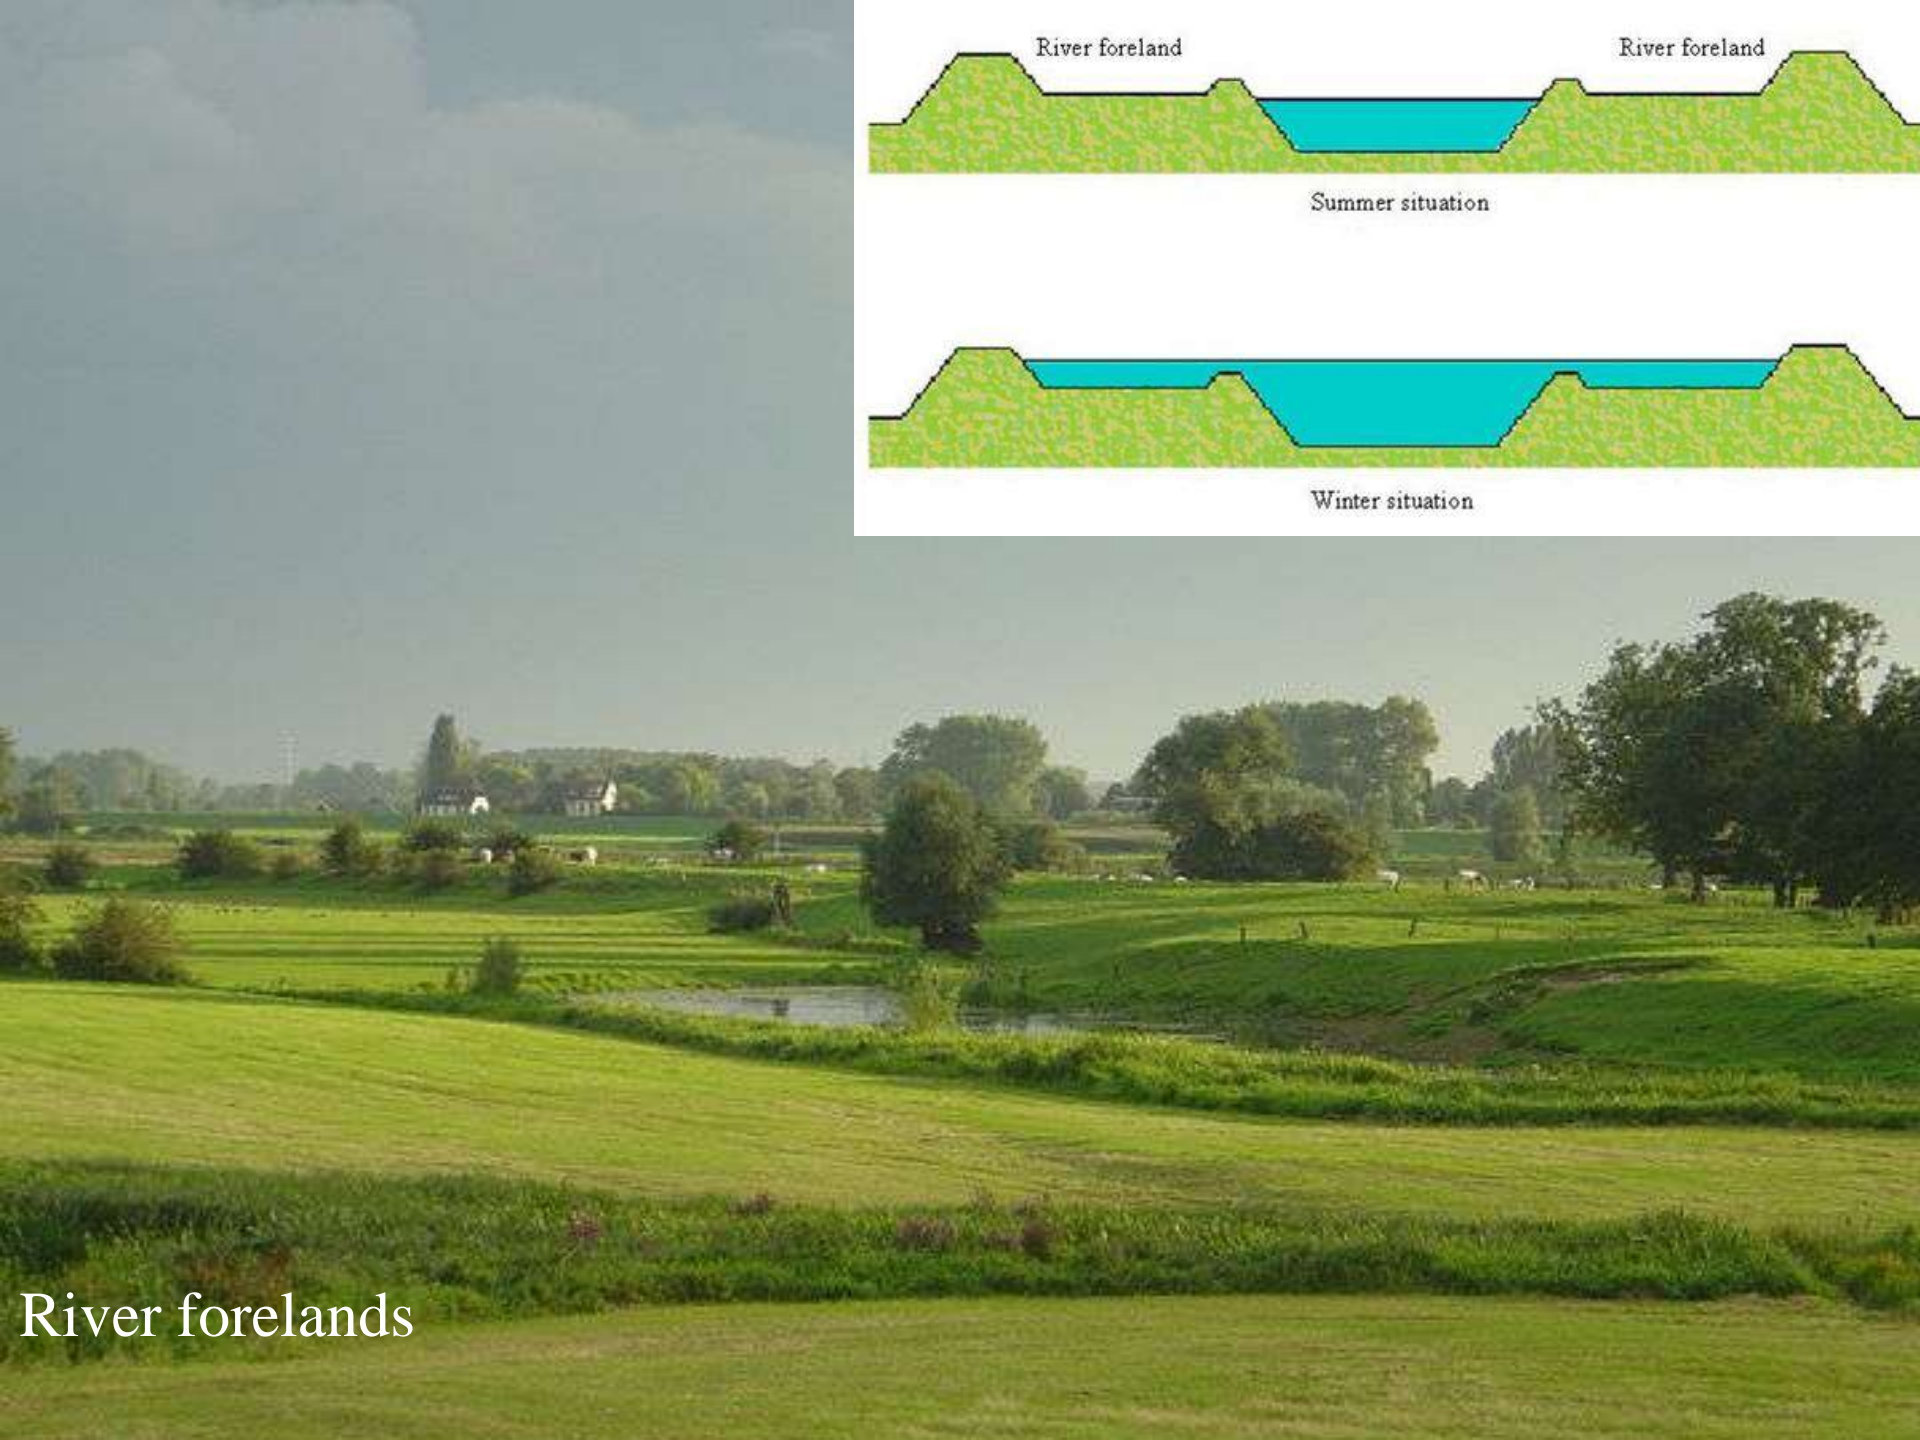 River foreland
River foreland
Summer situation
Winter situation
River forelands